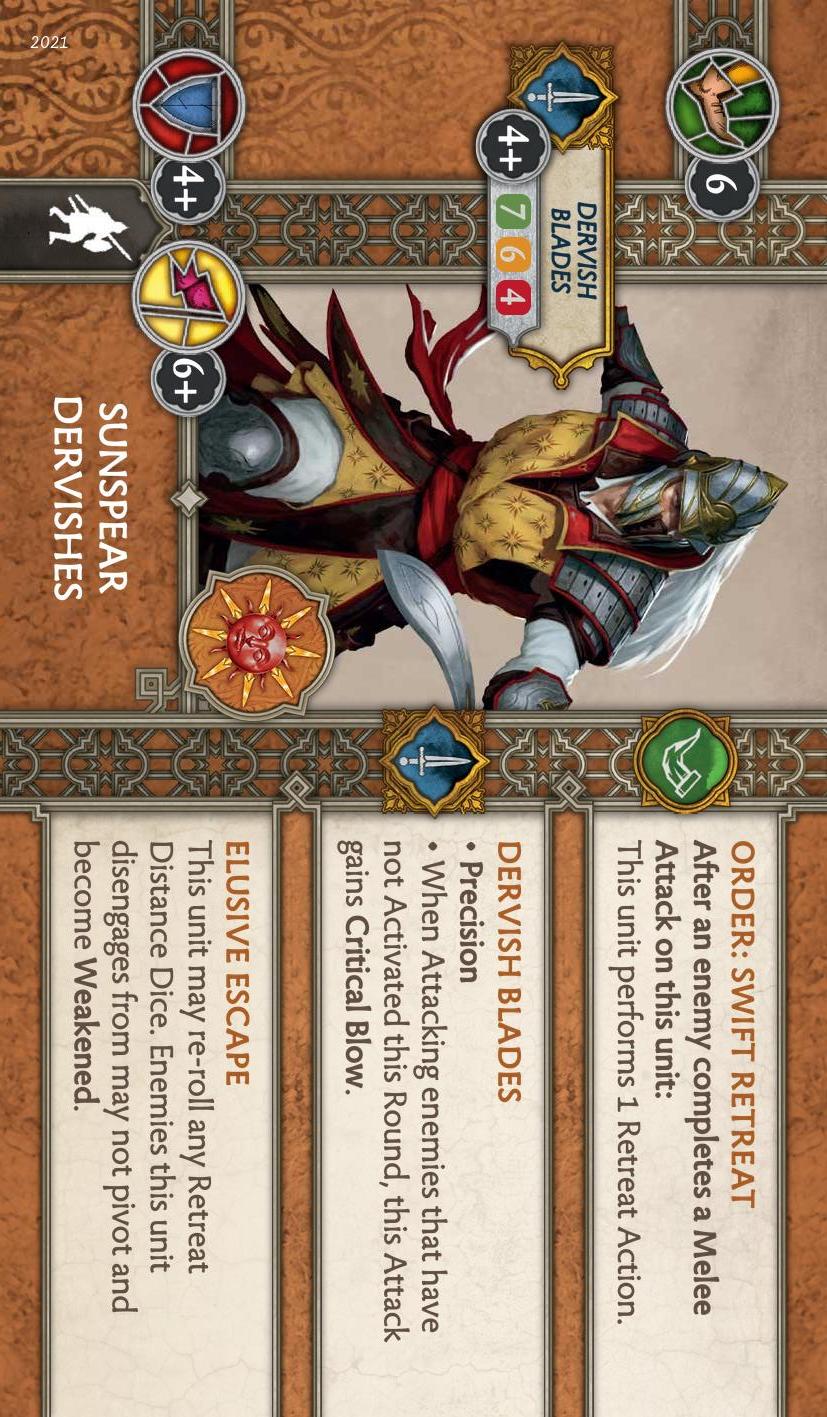 6
DERVISH
BLADES
4+
7 6 4
4+
6+
SUNSPEAR
DERVISHES
2021
ORDER: SWIFT RETREAT
After an enemy completes a Melee
Attack on this unit:
This unit performs 1 Retreat Action.
DERVISH BLADES
• Precision
• When Attacking enemies that have
not Activated this Round, this Attack
gains Critical Blow.
ELUSIVE ESCAPE
This unit may re-roll any Retreat
Distance Dice. Enemies this unit
disengages from may not pivot and
become Weakened.